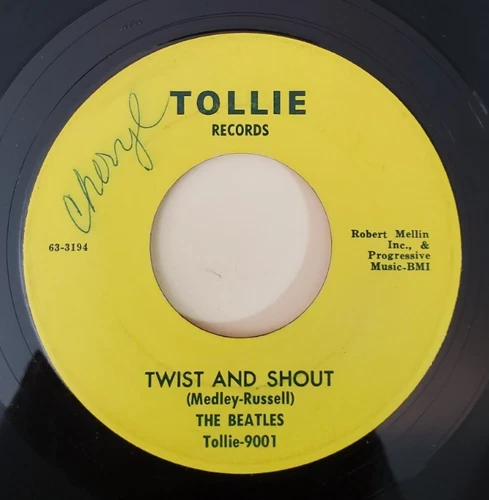 TOLLIE
RECORDS
Cheryl
63-3194
Robert Mellin
Inc., &
Progressive
Music-BMI
TWIST AND SHOUT
(Medley-Russell)
THE BEATLES
Tollie-9001